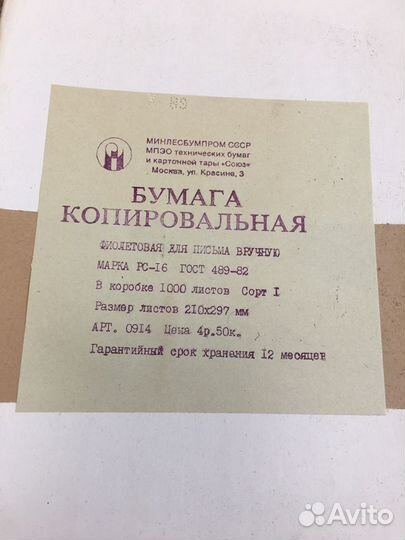 МИНЛЕСБУМПРОМ СССР
МПЭО технических бумаг
и карточной тары «Союз»
Москва, ул. Красина, 3
БУМАГА
КОПИРОВАЛЬНАЯ
ФИОЛЕТОВАЯ ДЛЯ ПИСЬМА ВРУЧНУЮ
МАРКА РС-16 ГОСТ 489-82
В коробке 1000 листов Сорт I
Размер листов 210х297 мм
АРТ. 0914 Цена 4р.50к.
Гарантийный срок хранения 12 месяцев
Avito